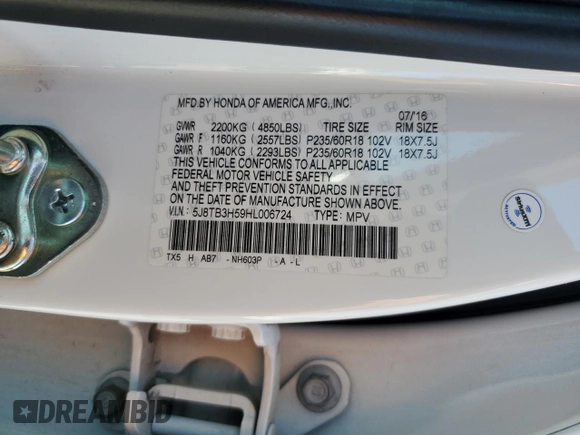 MFD.BY HONDA OF AMERICA MFG.,INC.
07/16
GVWR 2200KG ( 4850LBS) TIRE SIZE RIM SIZE
GAWR F 1160KG ( 2557LBS) P235/60R18 102V 18X7.5J
GAWR R 1040KG ( 2293LBS) P235/60R18 102V 18X7.5J
THIS VEHICLE CONFORMS TO ALL APPLICABLE
FEDERAL MOTOR VEHICLE SAFETY
AND THEFT PREVENTION STANDARDS IN EFFECT
ON THE DATE OF MANUFACTURE SHOWN ABOVE.
V.I.N.: 5J8TB3H59HL006724 TYPE: MPV
TX5 H AB7 - NH603P - A - L
siriusxm
DREAMBID